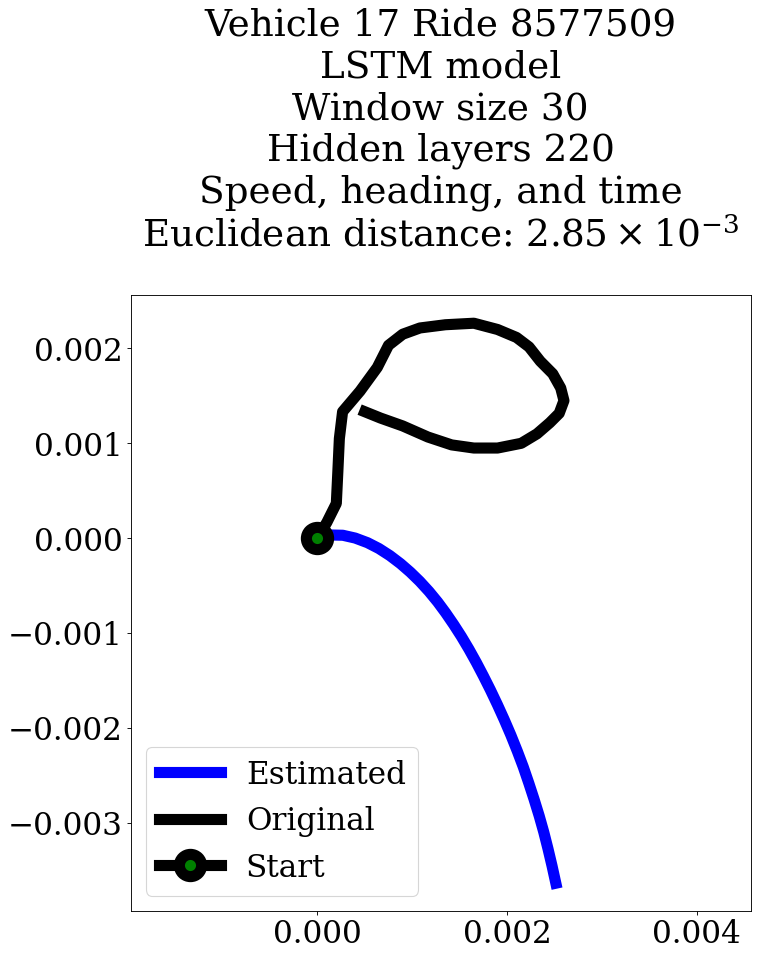 Vehicle 17 Ride 8577509
LSTM model
Window size 30
Hidden layers 220
Speed, heading, and time
Euclidean distance: 2.85 × 10⁻³
0.002
0.001
0.000
−0.001
−0.002
−0.003
Estimated
Original
Start
0.000 0.002 0.004